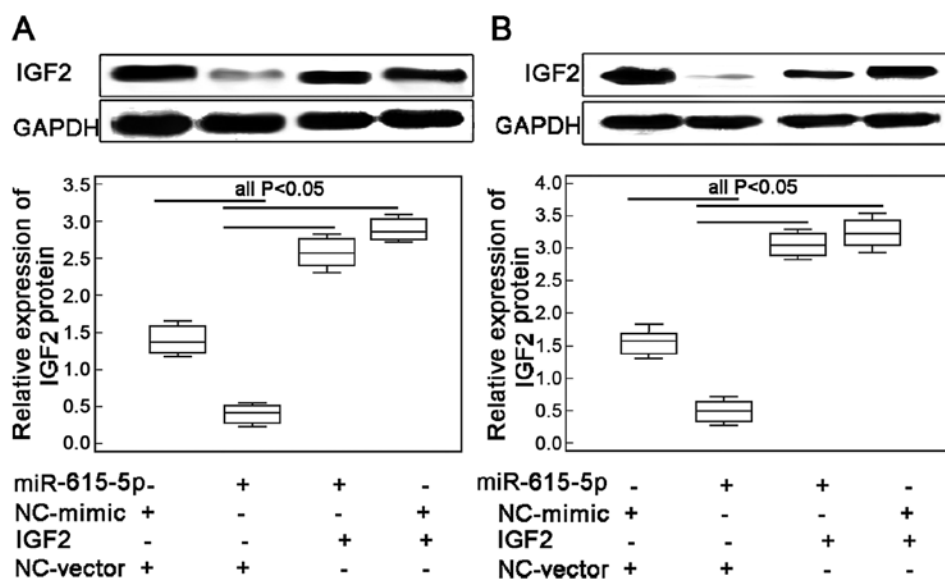 A
IGF2
GAPDH
all P<0.05
3.5
3.0
2.5
2.0
1.5
1.0
0.5
0.0
Relative expression of
IGF2 protein
miR-615-5p - + + -
NC-mimic + - - +
IGF2 - - + +
NC-vector + + - -
B
IGF2
GAPDH
all P<0.05
4.0
3.5
3.0
2.5
2.0
1.5
1.0
0.5
0.0
Relative expression of
IGF2 protein
miR-615-5p - + + -
NC-mimic + - - +
IGF2 - - + +
NC-vector + + - -